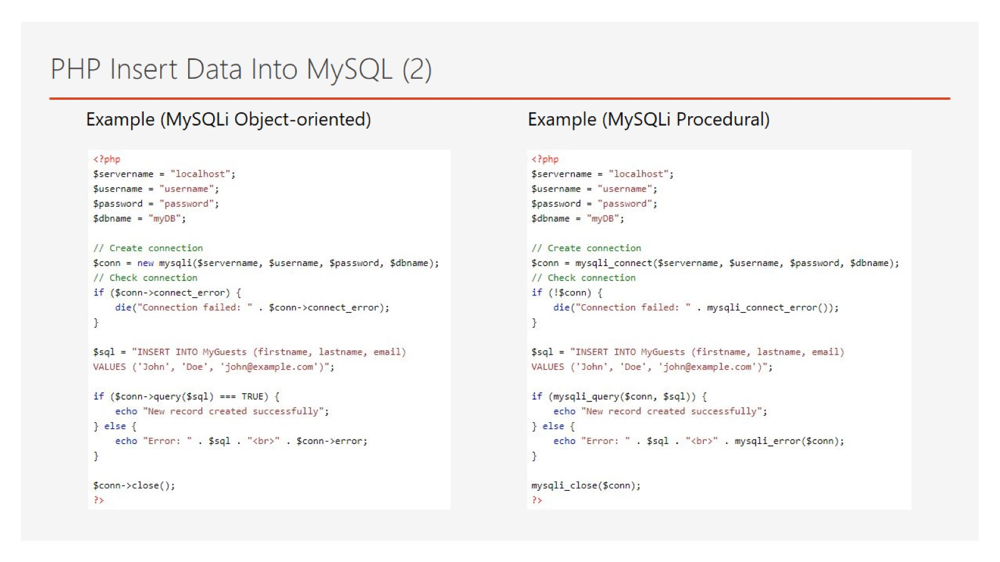 PHP Insert Data Into MySQL (2)
Example (MySQLi Object-oriented)
<?php
$servername = "localhost";
$username = "username";
$password = "password";
$dbname = "myDB";
// Create connection
$conn = new mysqli($servername, $username, $password, $dbname);
// Check connection
if ($conn->connect_error) {
    die("Connection failed: " . $conn->connect_error);
}
$sql = "INSERT INTO MyGuests (firstname, lastname, email)
VALUES ('John', 'Doe', 'john@example.com')";
if ($conn->query($sql) === TRUE) {
    echo "New record created successfully";
} else {
    echo "Error: " . $sql . "<br>" . $conn->error;
}
$conn->close();
?>
Example (MySQLi Procedural)
<?php
$servername = "localhost";
$username = "username";
$password = "password";
$dbname = "myDB";
// Create connection
$conn = mysqli_connect($servername, $username, $password, $dbname);
// Check connection
if (!$conn) {
    die("Connection failed: " . mysqli_connect_error());
}
$sql = "INSERT INTO MyGuests (firstname, lastname, email)
VALUES ('John', 'Doe', 'john@example.com')";
if (mysqli_query($conn, $sql)) {
    echo "New record created successfully";
} else {
    echo "Error: " . $sql . "<br>" . mysqli_error($conn);
}
mysqli_close($conn);
?>